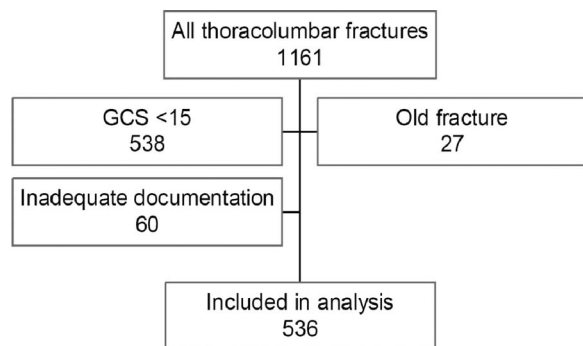 All thoracolumbar fractures
1161
GCS <15
538
Old fracture
27
Inadequate documentation
60
Included in analysis
536